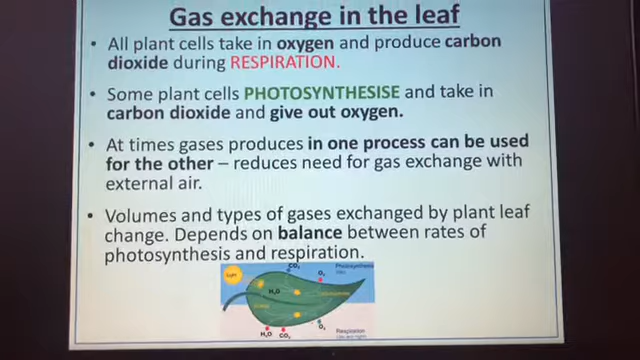 Gas exchange in the leaf
• All plant cells take in oxygen and produce carbon
dioxide during RESPIRATION.
• Some plant cells PHOTOSYNTHESISE and take in
carbon dioxide and give out oxygen.
• At times gases produces in one process can be used
for the other – reduces need for gas exchange with
external air.
• Volumes and types of gases exchanged by plant leaf
change. Depends on balance between rates of
photosynthesis and respiration.
CO₂
Photosynthesis
O₂
Light
H₂O
Respiration
O₂
H₂O CO₂